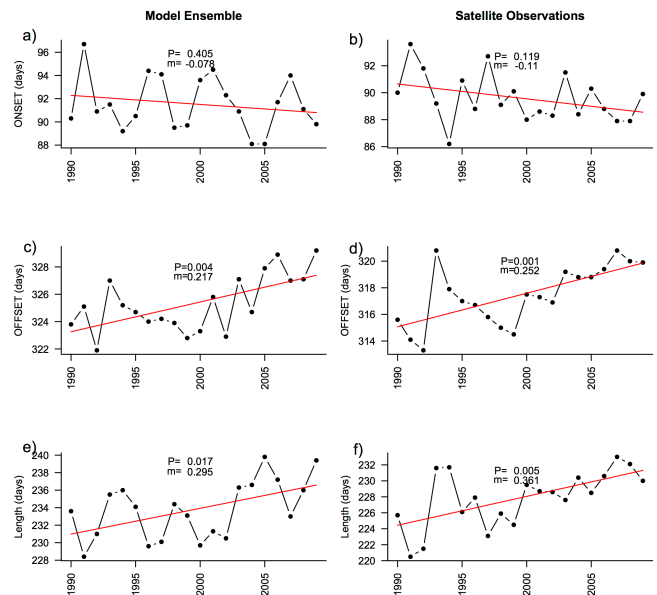 Model Ensemble
Satellite Observations
a)
ONSET (days)
96
94
92
90
88
P= 0.405
m= -0.078
1990
1995
2000
2005
b)
92
90
88
86
P= 0.119
m= -0.11
1990
1995
2000
2005
c)
OFFSET (days)
328
326
324
322
P=0.004
m=0.217
1990
1995
2000
2005
d)
OFFSET (days)
320
318
316
314
P=0.001
m=0.252
1990
1995
2000
2005
e)
Length (days)
240
236
234
232
230
228
P= 0.017
m= 0.295
1990
1995
2000
2005
f)
Length (days)
230
228
226
224
222
220
P= 0.005
m= 0.361
1990
1995
2000
2005